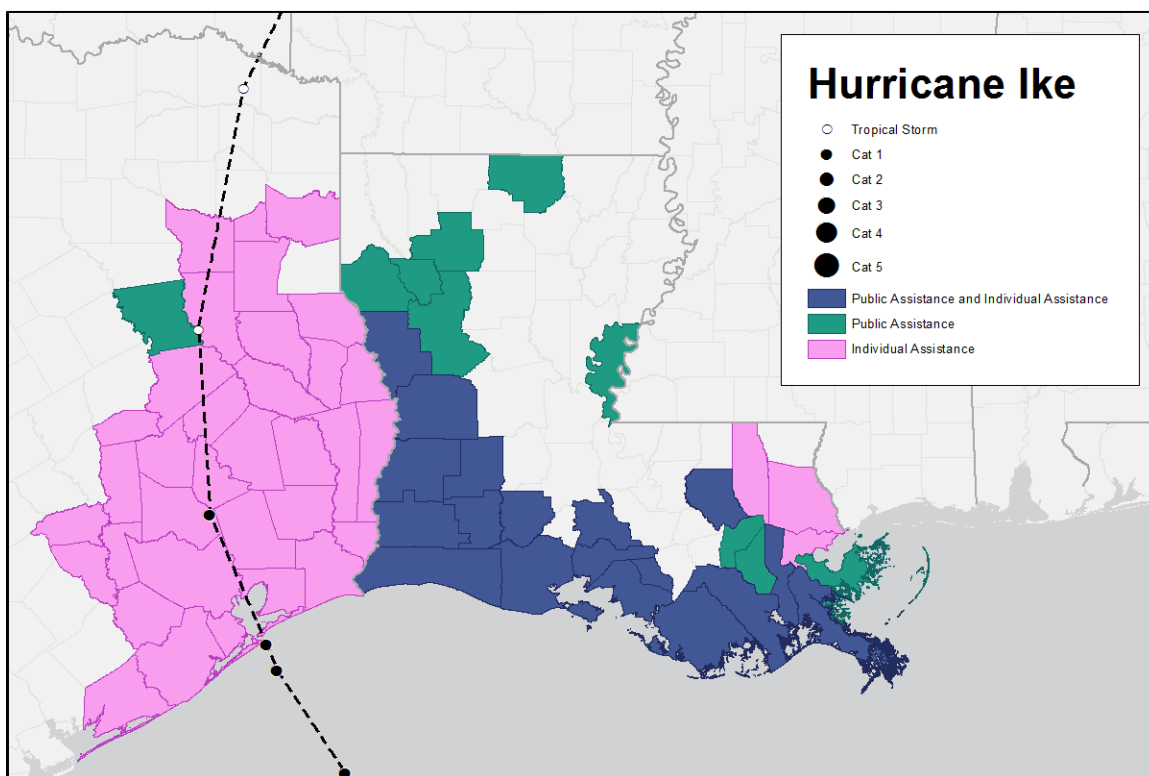 Hurricane Ike
Tropical Storm
Cat 1
Cat 2
Cat 3
Cat 4
Cat 5
Public Assistance and Individual Assistance
Public Assistance
Individual Assistance